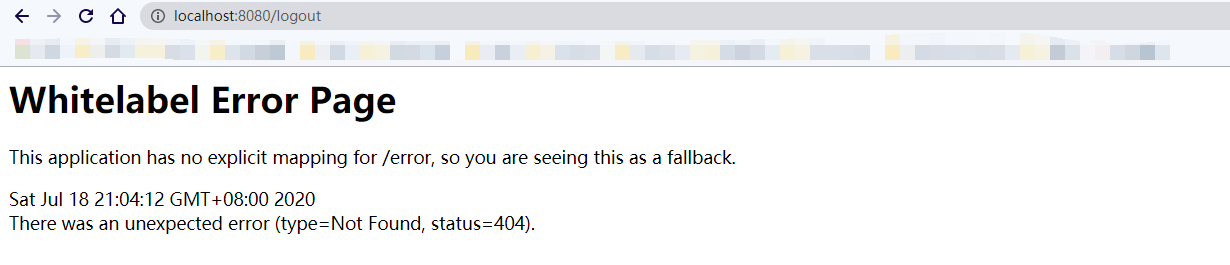 localhost:8080/logout
Whitelabel Error Page
This application has no explicit mapping for /error, so you are seeing this as a fallback.
Sat Jul 18 21:04:12 GMT+08:00 2020
There was an unexpected error (type=Not Found, status=404).